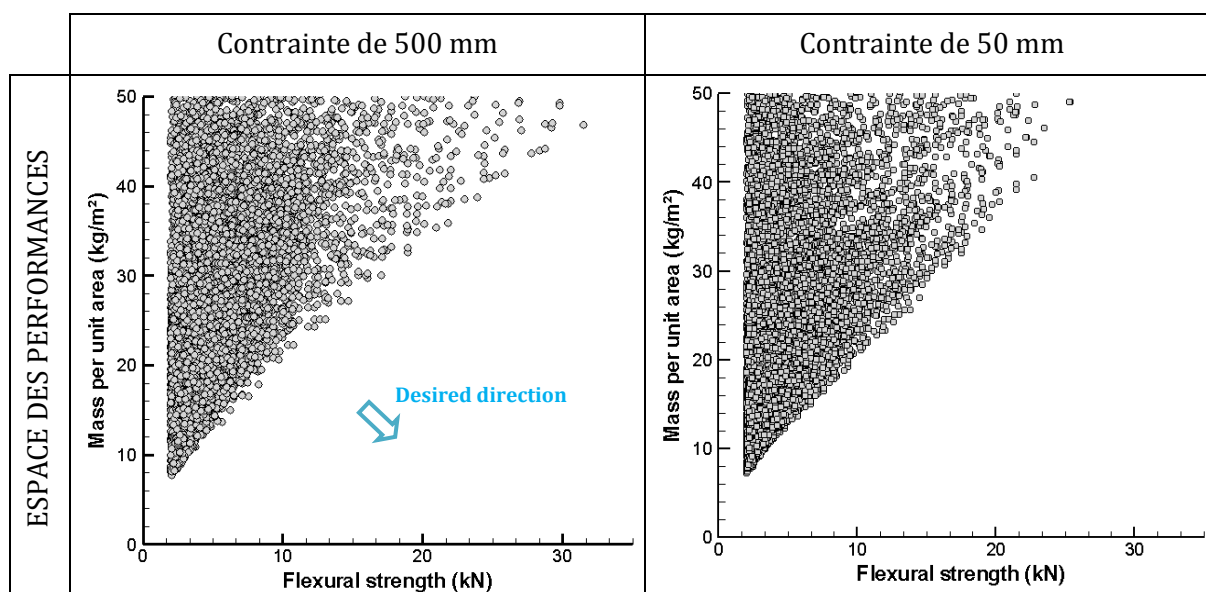 Contrainte de 500 mm
Contrainte de 50 mm
ESPACE DES PERFORMANCES
Mass per unit area (kg/m²)
50
40
30
20
10
0
0 10 20 30
Flexural strength (kN)
Desired direction
Mass per unit area (kg/m²)
50
40
30
20
10
0
0 10 20 30
Flexural strength (kN)